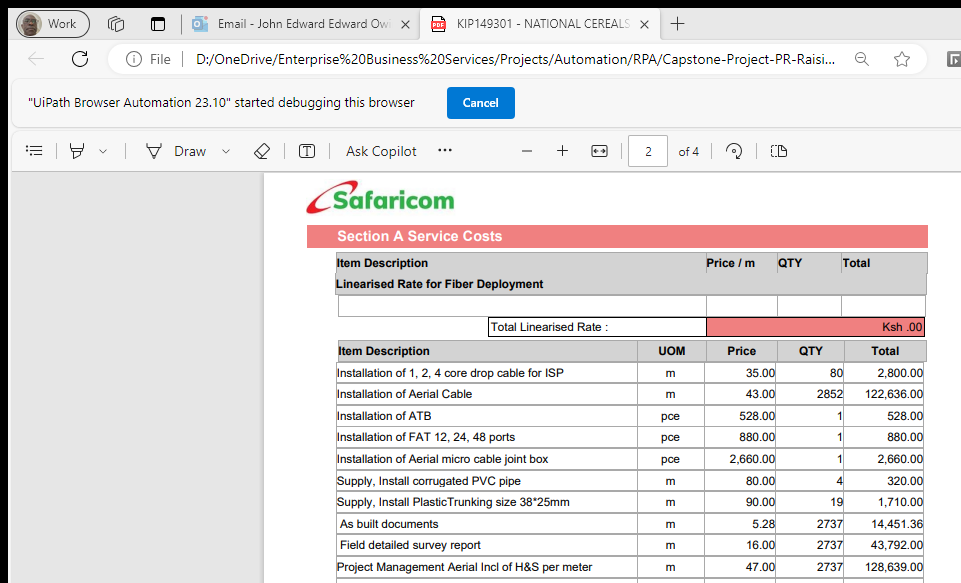 Work
Email - John Edward Edward Ow
KIP149301 - NATIONAL CEREALS
File
D:/OneDrive/Enterprise%20Business%20Services/Projects/Automation/RPA/Capstone-Project-PR-Raisi...
"UiPath Browser Automation 23.10" started debugging this browser
Cancel
Draw
Ask Copilot
2 of 4
Safaricom
Section A Service Costs
Item Description Price / m QTY Total
Linearised Rate for Fiber Deployment
Total Linearised Rate : Ksh .00
Item Description UOM Price QTY Total
Installation of 1, 2, 4 core drop cable for ISP m 35.00 80 2,800.00
Installation of Aerial Cable m 43.00 2852 122,636.00
Installation of ATB pce 528.00 1 528.00
Installation of FAT 12, 24, 48 ports pce 880.00 1 880.00
Installation of Aerial micro cable joint box pce 2,660.00 1 2,660.00
Supply, Install corrugated PVC pipe m 80.00 4 320.00
Supply, Install PlasticTrunking size 38*25mm m 90.00 19 1,710.00
As built documents m 5.28 2737 14,451.36
Field detailed survey report m 16.00 2737 43,792.00
Project Management Aerial Incl of H&S per meter m 47.00 2737 128,639.00